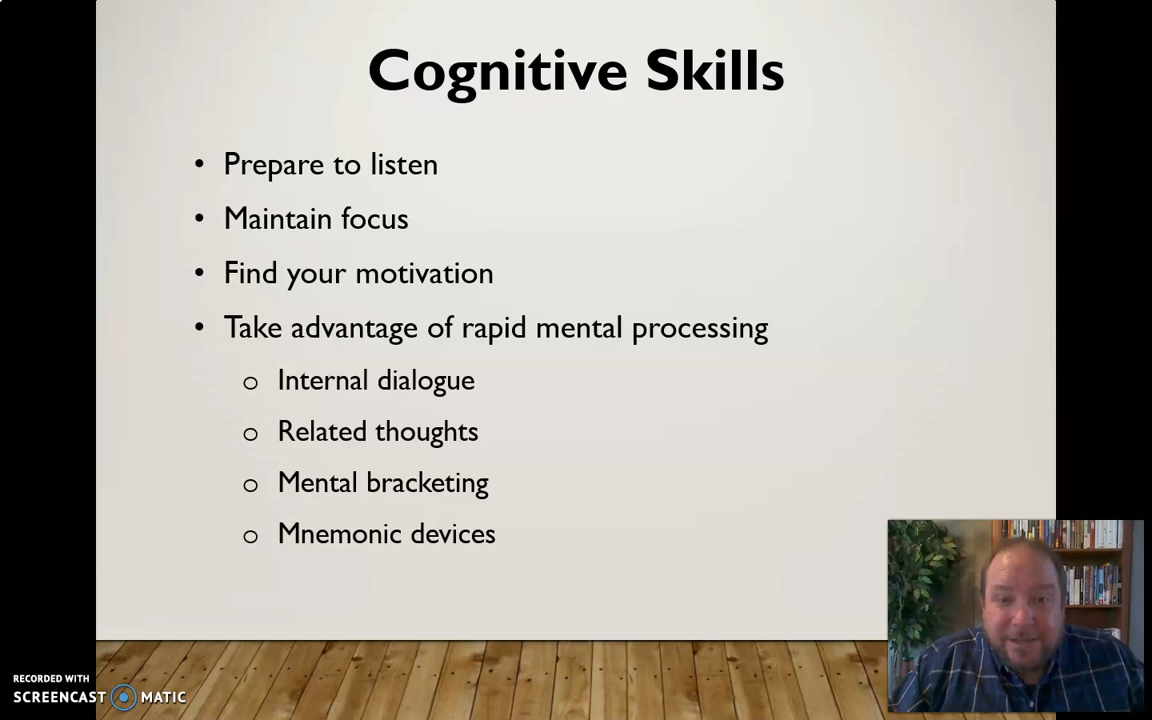 Cognitive Skills
• Prepare to listen
• Maintain focus
• Find your motivation
• Take advantage of rapid mental processing
o Internal dialogue
o Related thoughts
o Mental bracketing
o Mnemonic devices
RECORDED WITH
SCREENCAST MATIC